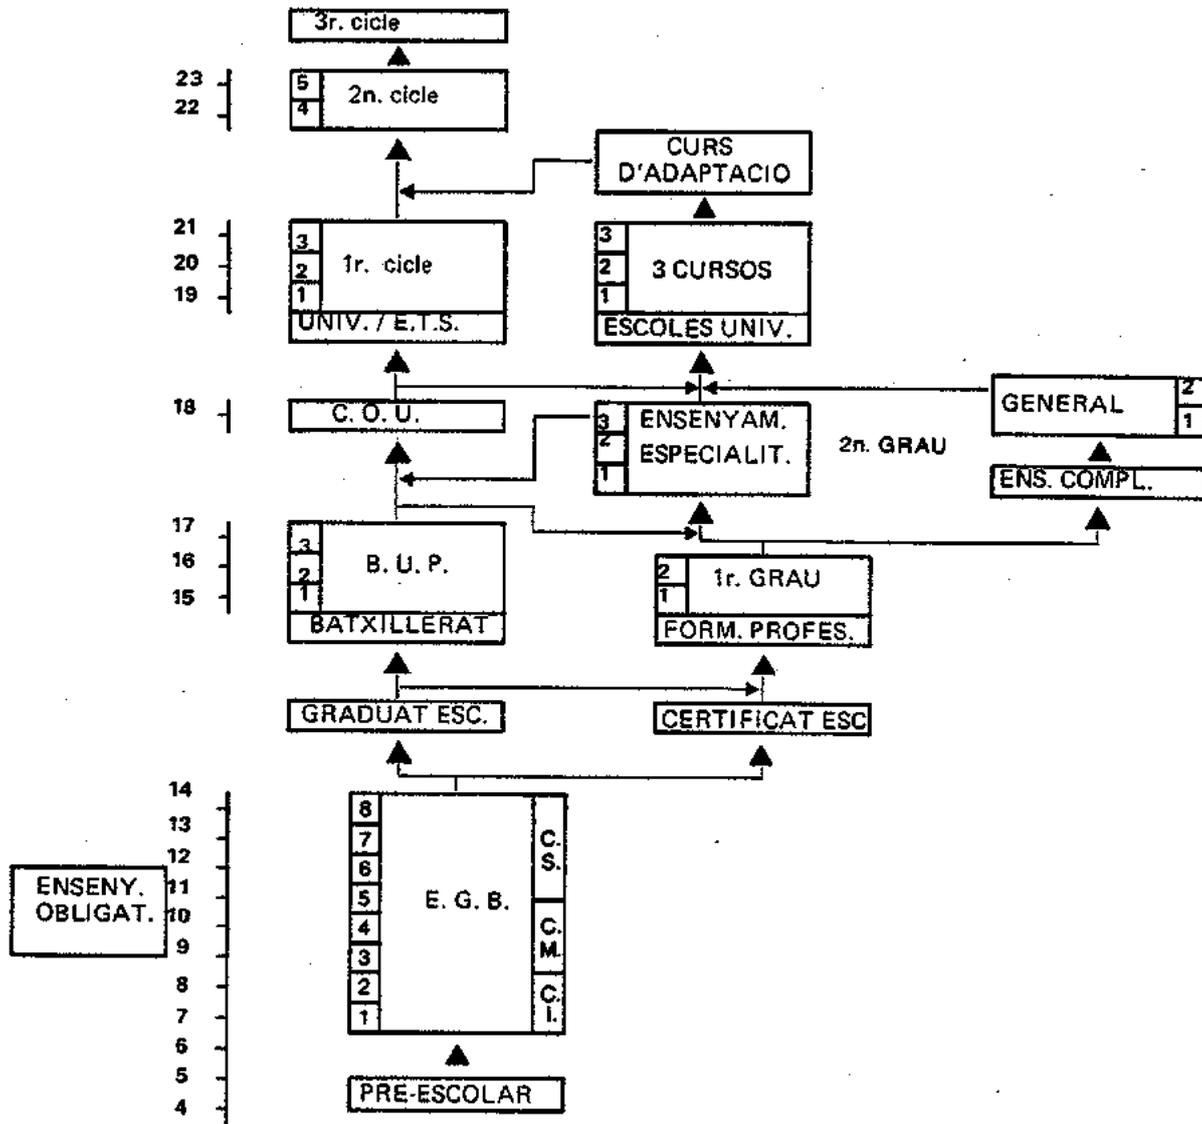 3r. cicle
23
22
5
4
2n. cicle
CURS
D'ADAPTACIO
21
20
19
3
2
1
1r. cicle
UNIV. / E.T.S.
3
2
1
3 CURSOS
ESCOLES UNIV.
18
C. O. U.
3
2
1
ENSENYAM.
ESPECIALIT.
2n. GRAU
GENERAL
2
1
ENS. COMPL.
17
16
15
3
2
1
B. U. P.
BATXILLERAT
2
1
1r. GRAU
FORM. PROFES.
GRADUAT ESC.
CERTIFICAT ESC
14
13
12
11
10
9
8
7
6
5
4
ENSENY.
OBLIGAT.
8
7
6
5
4
3
2
1
E. G. B.
C.
S.
C.
M.
C.
I.
PRE-ESCOLAR